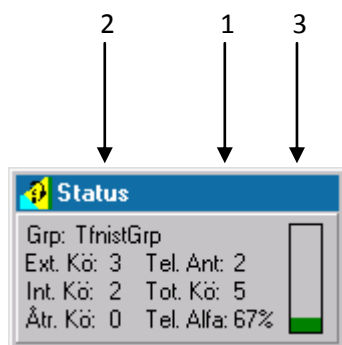 2 1 3
Status
Grp: TfnistGrp
Ext. Kö: 3 Tel. Ant: 2
Int. Kö: 2 Tot. Kö: 5
Åtr. Kö: 0 Tel. Alfa: 67%